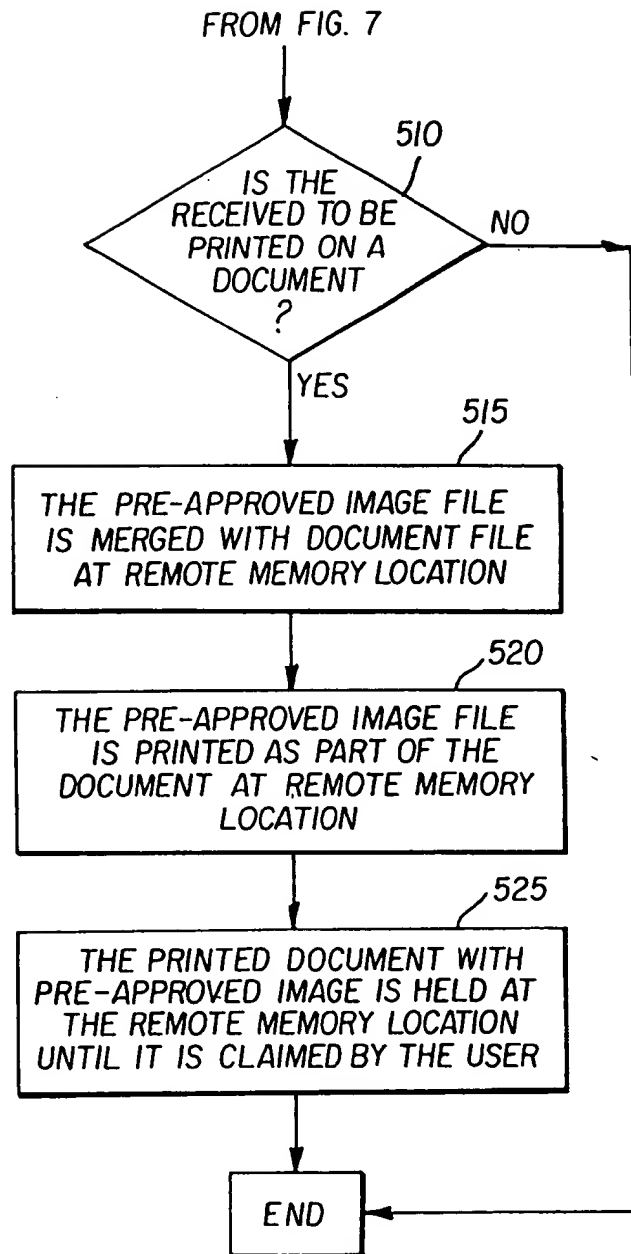 FROM FIG. 7
510
IS THE
RECEIVED TO BE
PRINTED ON A
DOCUMENT
?
NO
YES
515
THE PRE-APPROVED IMAGE FILE
IS MERGED WITH DOCUMENT FILE
AT REMOTE MEMORY LOCATION
520
THE PRE-APPROVED IMAGE FILE
IS PRINTED AS PART OF THE
DOCUMENT AT REMOTE MEMORY
LOCATION
525
THE PRINTED DOCUMENT WITH
PRE-APPROVED IMAGE IS HELD AT
THE REMOTE MEMORY LOCATION
UNTIL IT IS CLAIMED BY THE USER
END